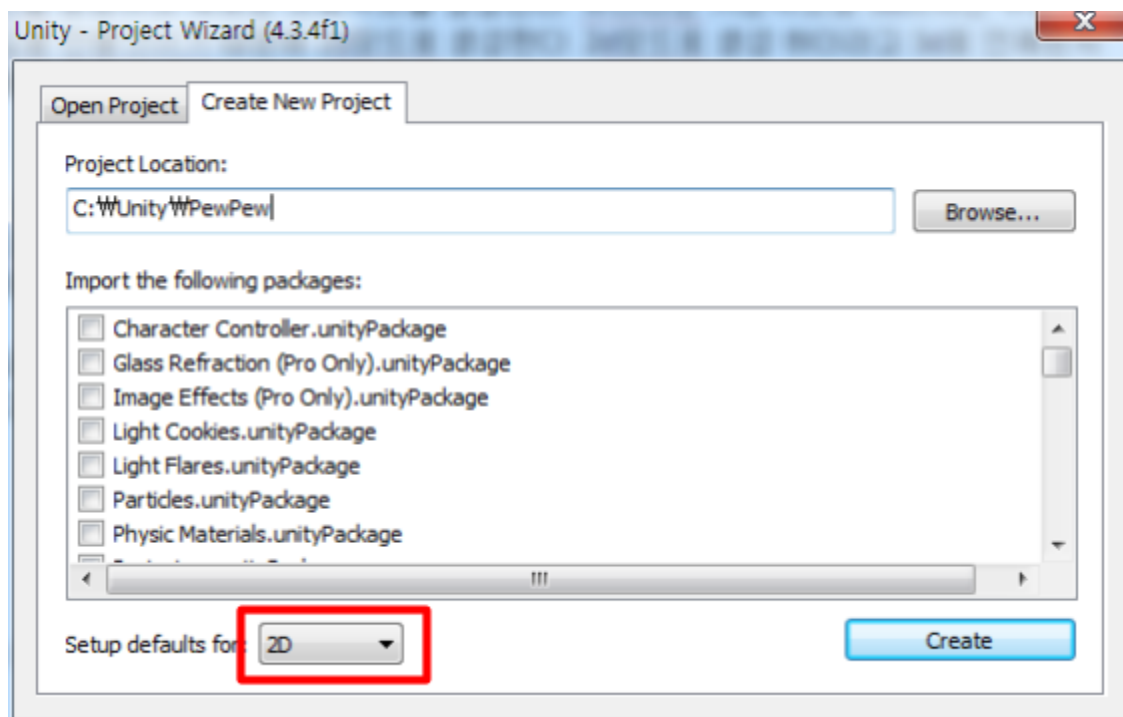 Unity - Project Wizard (4.3.4f1)
Open Project
Create New Project
Project Location:
C:₩Unity₩PewPew
Browse...
Import the following packages:
Character Controller.unityPackage
Glass Refraction (Pro Only).unityPackage
Image Effects (Pro Only).unityPackage
Light Cookies.unityPackage
Light Flares.unityPackage
Particles.unityPackage
Physic Materials.unityPackage
Setup defaults for:
2D
Create